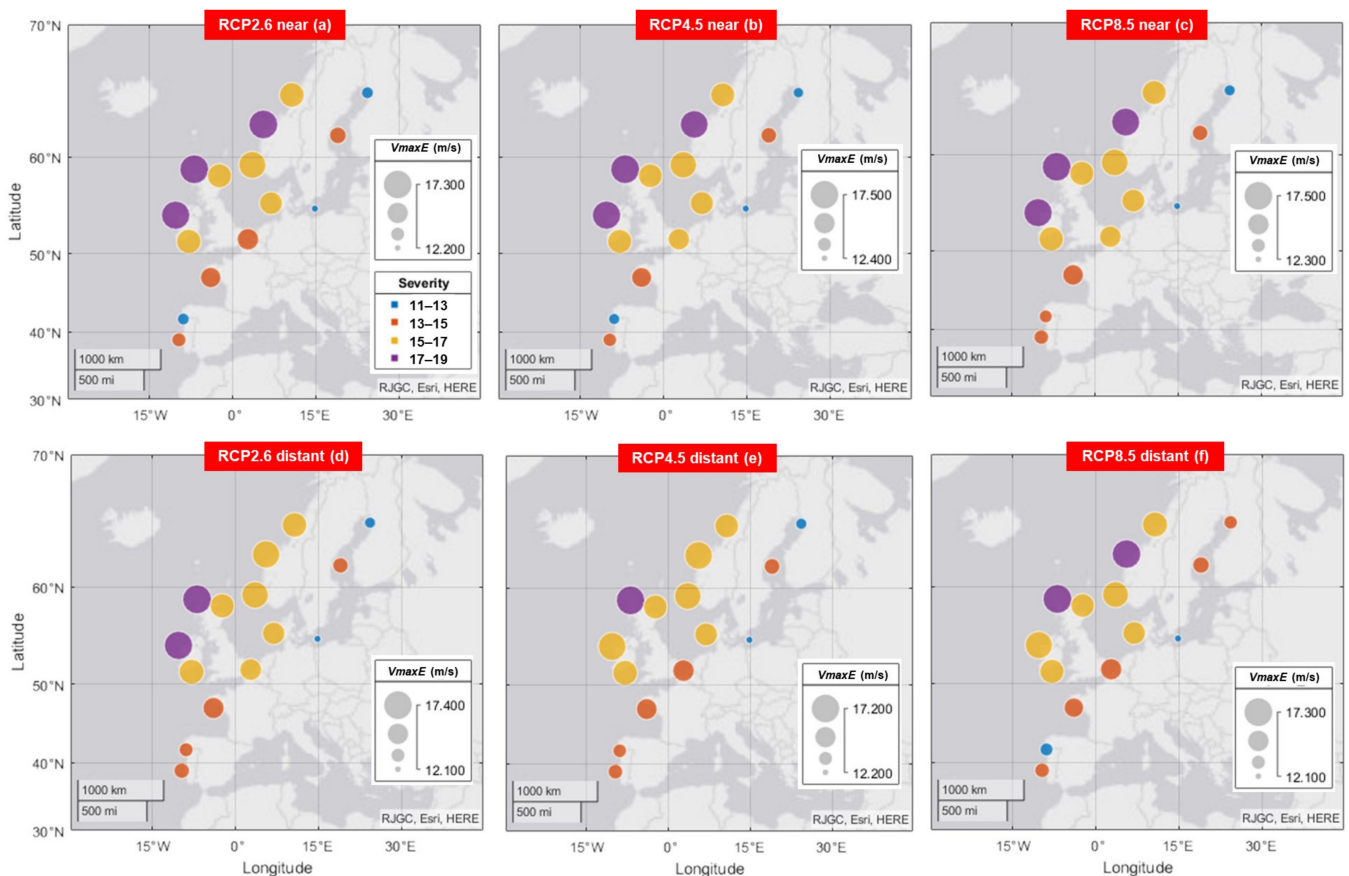 RCP2.6 near (a)
RCP4.5 near (b)
RCP8.5 near (c)
70°N
60°N
50°N
40°N
30°N
Latitude
VmaxE (m/s)
17.300
12.200
Severity
11–13
13–15
15–17
17–19
1000 km
500 mi
RJGC, Esri, HERE
15°W
0°
15°E
30°E
VmaxE (m/s)
17.500
12.400
1000 km
500 mi
RJGC, Esri, HERE
15°W
0°
15°E
30°E
VmaxE (m/s)
17.500
12.300
1000 km
500 mi
RJGC, Esri, HERE
15°W
0°
15°E
30°E
RCP2.6 distant (d)
RCP4.5 distant (e)
RCP8.5 distant (f)
70°N
60°N
50°N
40°N
30°N
Latitude
VmaxE (m/s)
17.400
12.100
1000 km
500 mi
RJGC, Esri, HERE
15°W
0°
15°E
30°E
Longitude
VmaxE (m/s)
17.200
12.200
1000 km
500 mi
RJGC, Esri, HERE
15°W
0°
15°E
30°E
Longitude
VmaxE (m/s)
17.300
12.100
1000 km
500 mi
RJGC, Esri, HERE
15°W
0°
15°E
30°E
Longitude